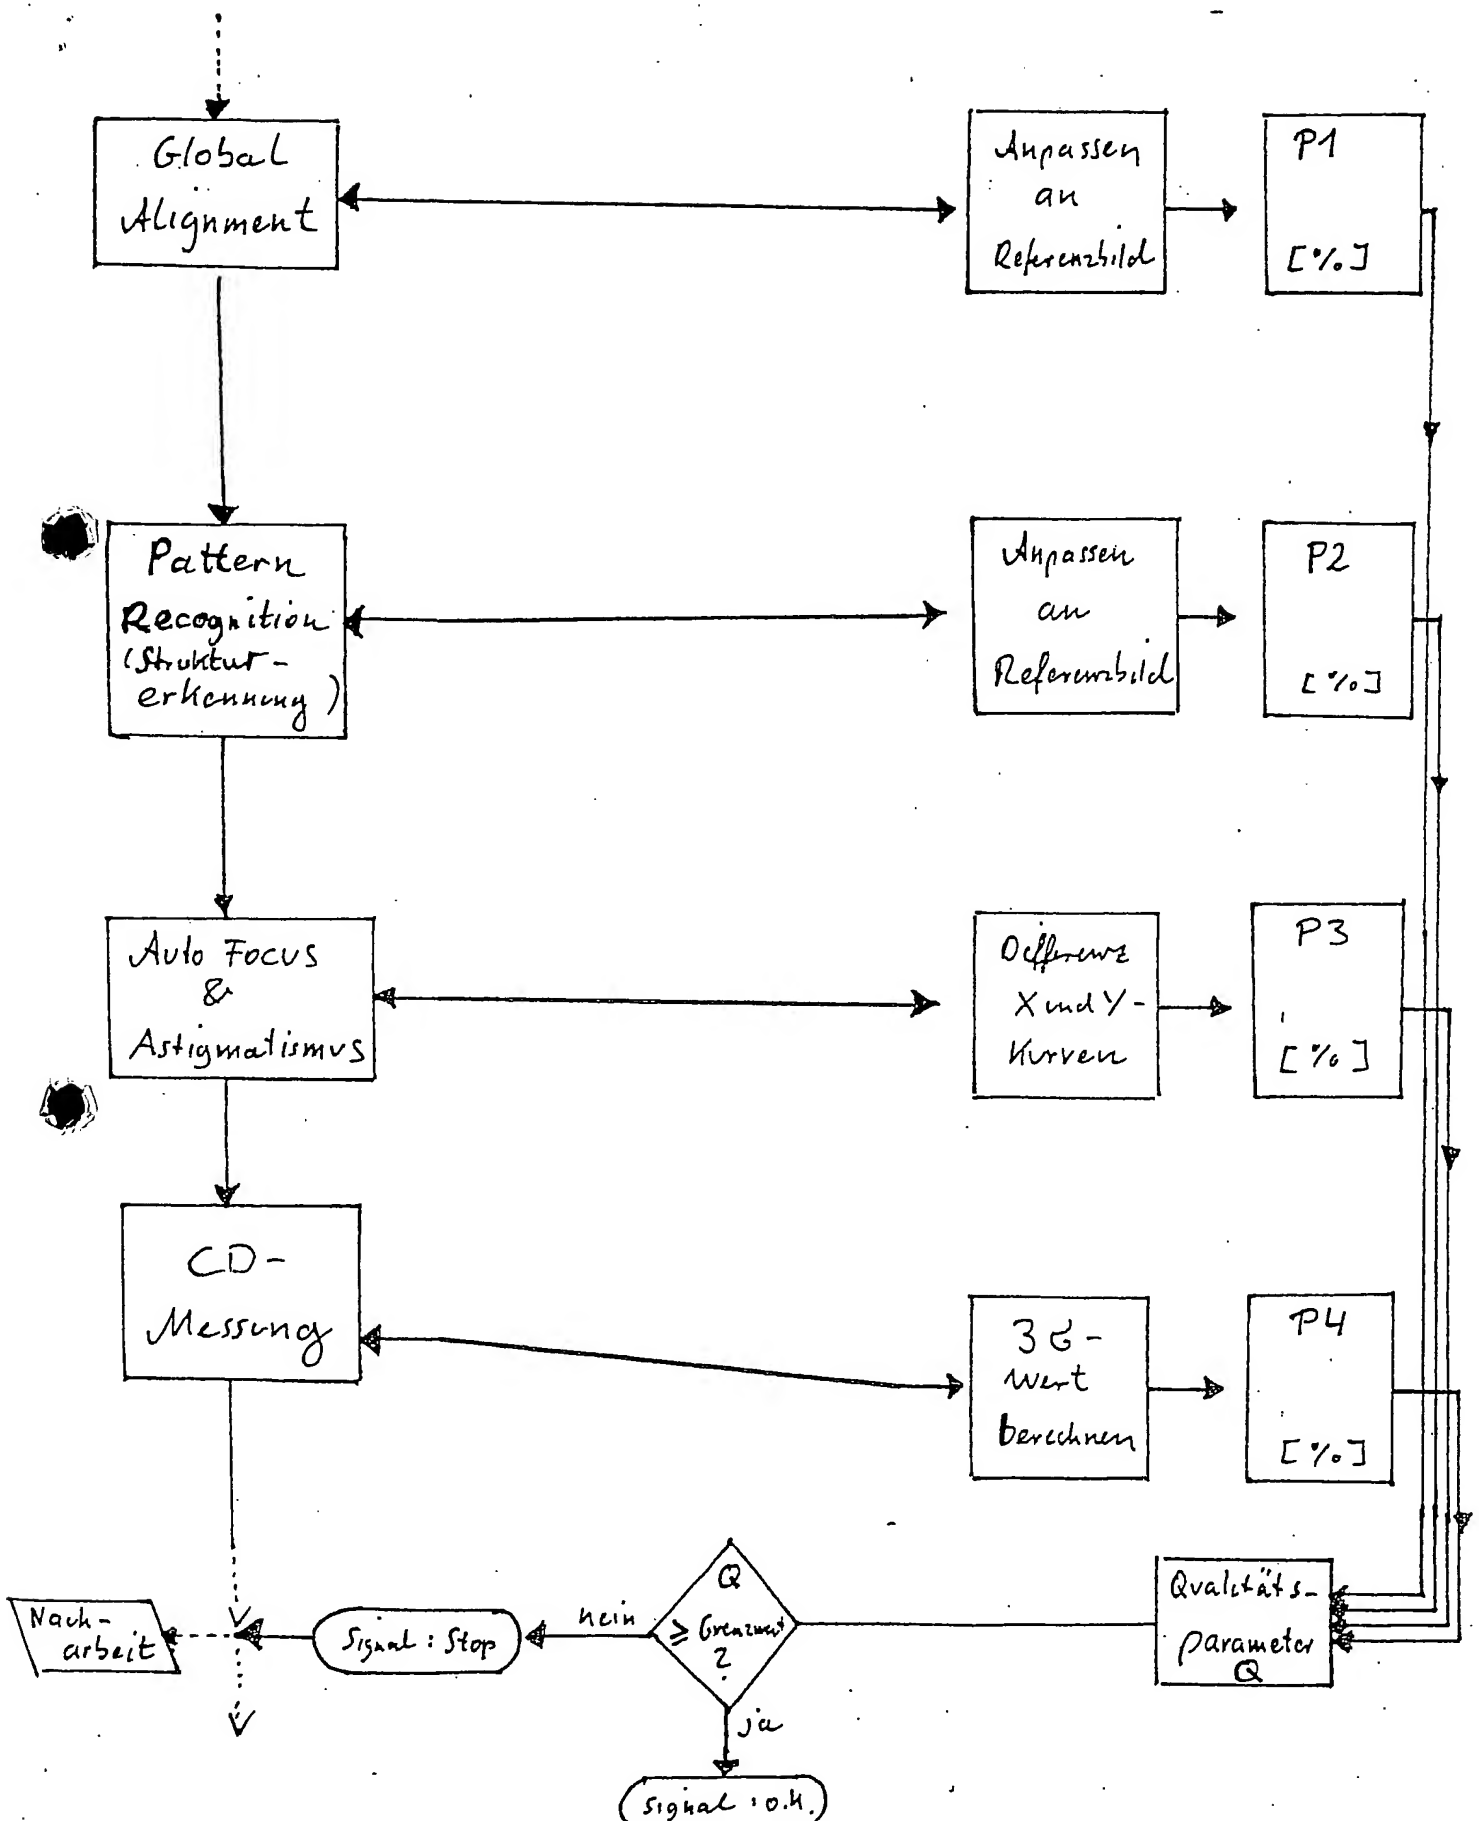 Global
Alignment
Anpassen
an
Referenzbild
P1
[%]
Pattern
Recognition
(Struktur-
erkennung)
Anpassen
an
Referenzbild
P2
[%]
Auto Focus
&
Astigmatismus
Differenz
X und Y-
Kurven
P3
[%]
CD-
Messung
3σ-
Wert
berechnen
P4
[%]
Nach-
arbeit
Signal: Stop
nein
Q
≥ Grenzwert
?
ja
Signal: o.K.
Qualitäts-
parameter
Q